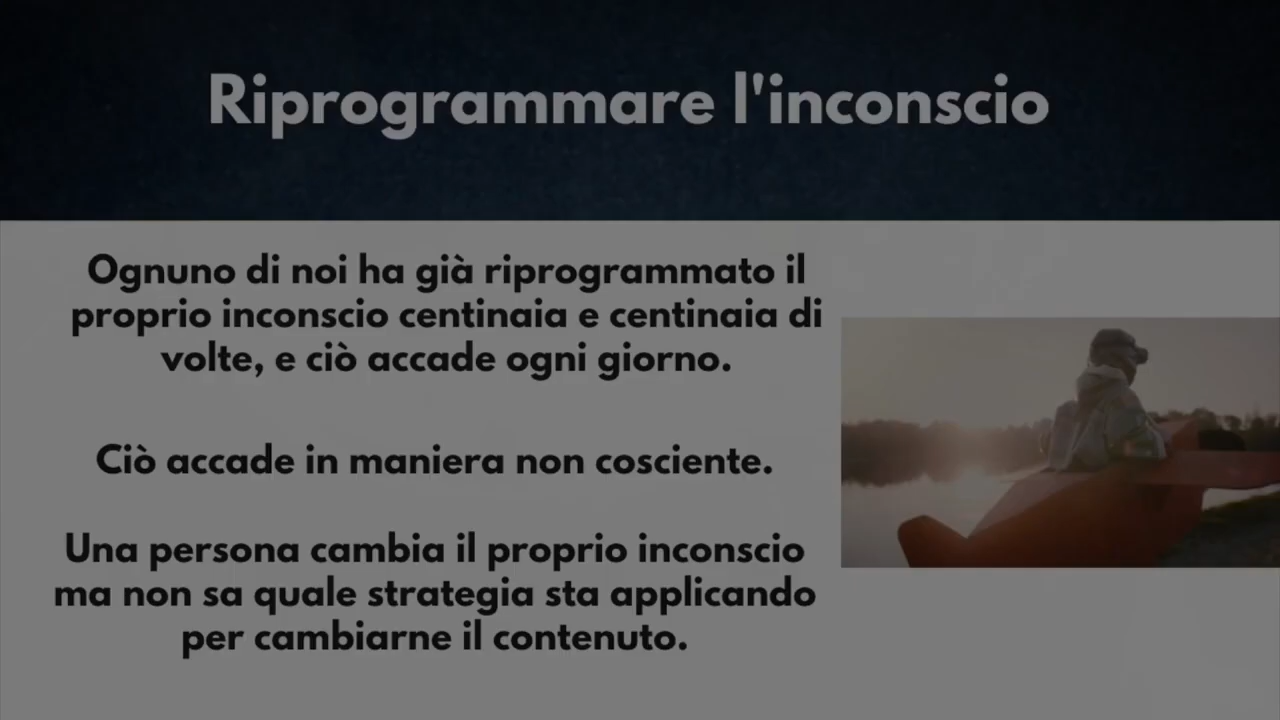 Riprogrammare l'inconscio
Ognuno di noi ha già riprogrammato il
proprio inconscio centinaia e centinaia di
volte, e ciò accade ogni giorno.
Ciò accade in maniera non cosciente.
Una persona cambia il proprio inconscio
ma non sa quale strategia sta applicando
per cambiarne il contenuto.